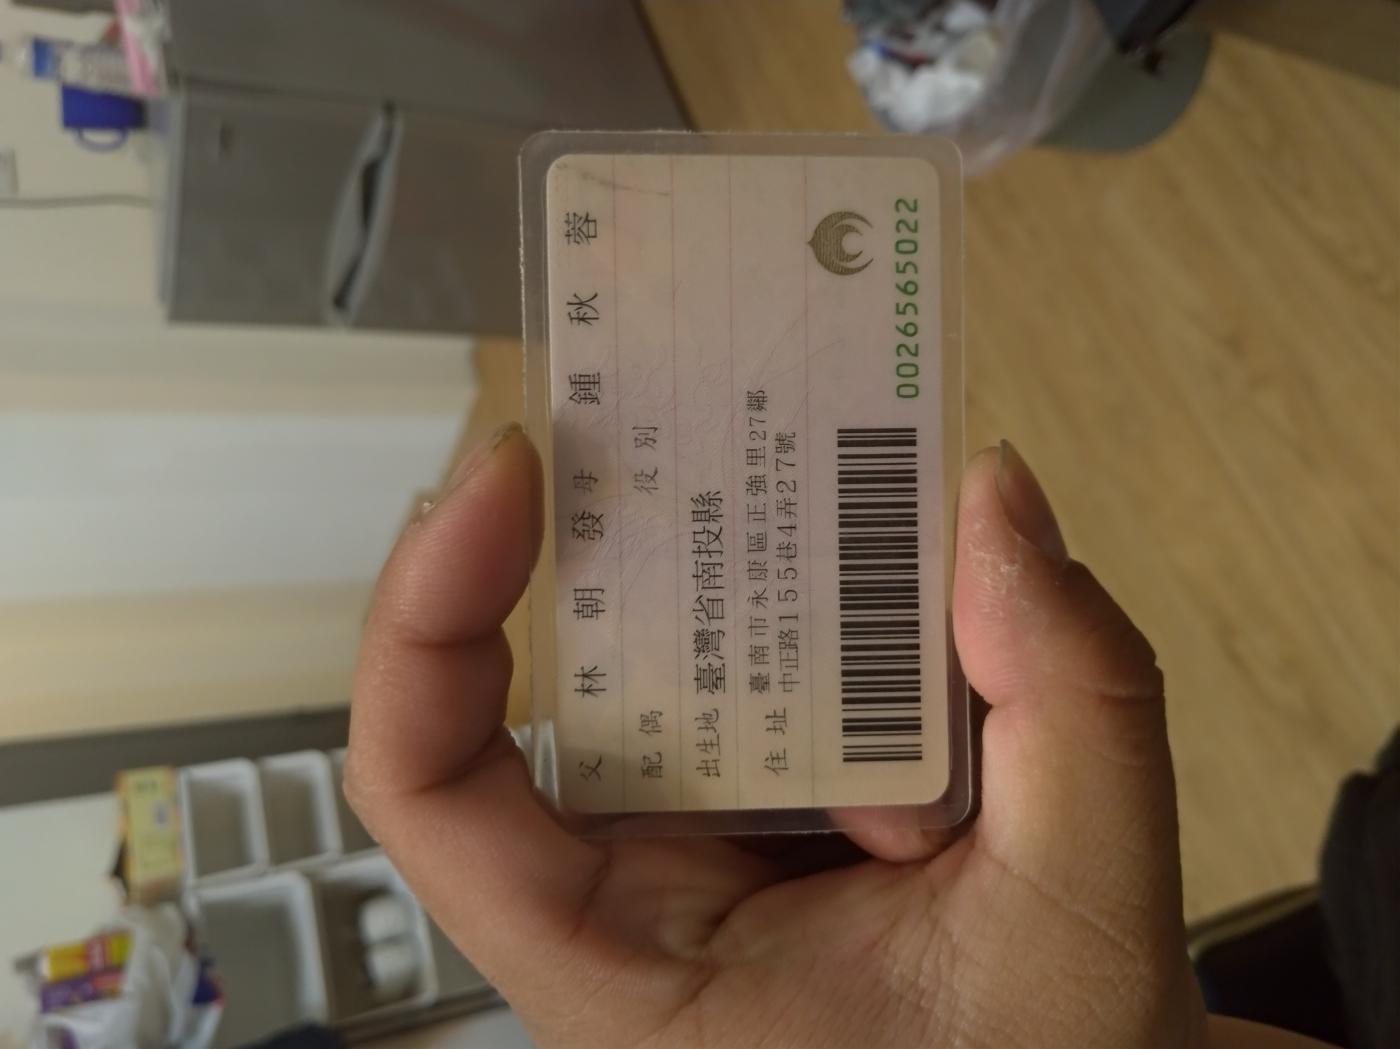 父 林 朝 發 母 鍾 秋 蓉
配 偶 役 別
出生地 臺灣省南投縣
住 址 臺南市永康區正強里27鄰
中正路155巷4弄27號
0026565022